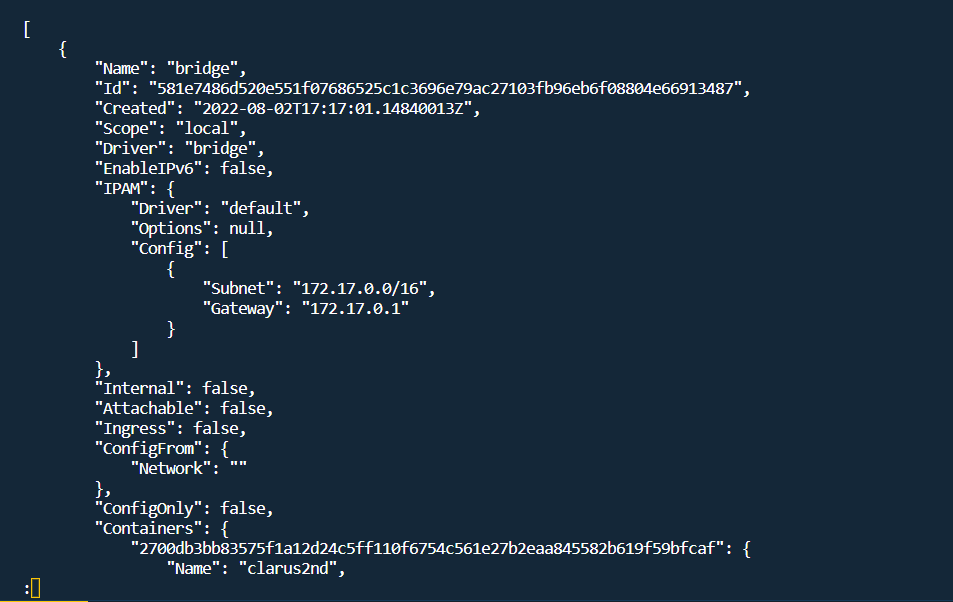 [
    {
        "Name": "bridge",
        "Id": "581e7486d520e551f07686525c1c3696e79ac27103fb96eb6f08804e66913487",
        "Created": "2022-08-02T17:17:01.14840013Z",
        "Scope": "local",
        "Driver": "bridge",
        "EnableIPv6": false,
        "IPAM": {
            "Driver": "default",
            "Options": null,
            "Config": [
                {
                    "Subnet": "172.17.0.0/16",
                    "Gateway": "172.17.0.1"
                }
            ]
        },
        "Internal": false,
        "Attachable": false,
        "Ingress": false,
        "ConfigFrom": {
            "Network": ""
        },
        "ConfigOnly": false,
        "Containers": {
            "2700db3bb83575f1a12d24c5ff110f6754c561e27b2eaa845582b619f59bfcaf": {
                "Name": "clarus2nd",
: